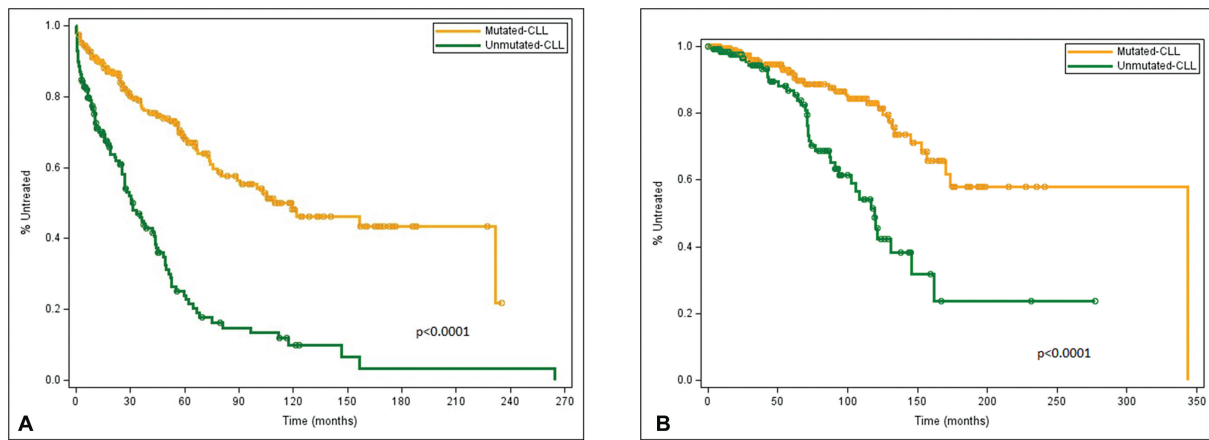 Mutated-CLL
Unmutated-CLL
1.0
0.8
0.6
0.4
0.2
0.0
% Untreated
p<0.0001
0 30 60 90 120 150 180 210 240 270
Time (months)
A
Mutated-CLL
Unmutated-CLL
1.0
0.8
0.6
0.4
0.2
0.0
% Untreated
p<0.0001
0 50 100 150 200 250 300 350
Time (months)
B